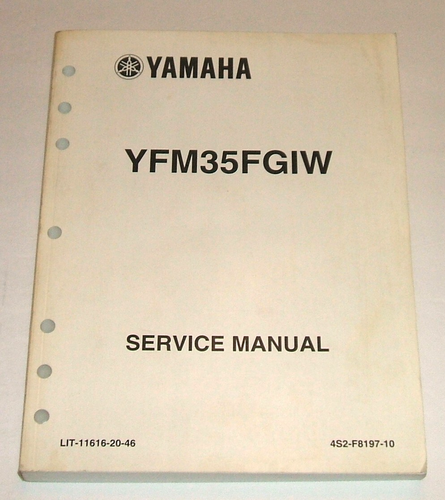 YAMAHA
YFM35FGIW
SERVICE MANUAL
LIT-11616-20-46 4S2-F8197-10